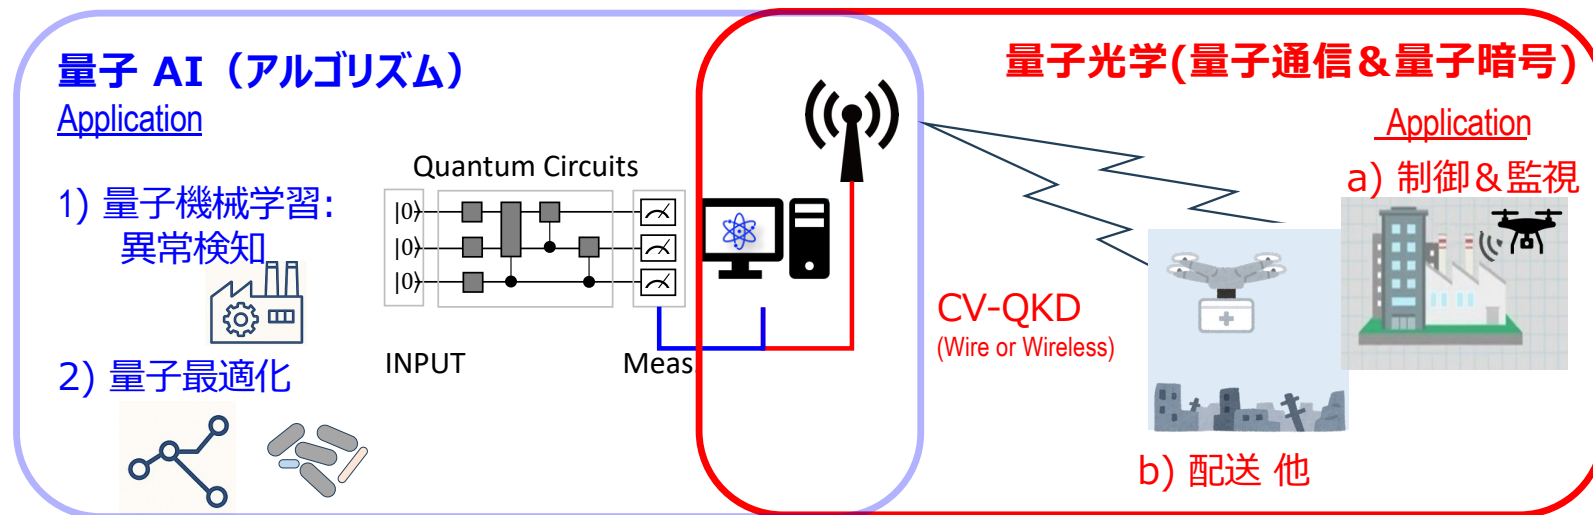 量子 AI（アルゴリズム）
Application
1) 量子機械学習:
異常検知
2) 量子最適化
Quantum Circuits
|0⟩
|0⟩
|0⟩
INPUT
Meas.
量子光学(量子通信＆量子暗号)
Application
a) 制御＆監視
CV-QKD
(Wire or Wireless)
b) 配送 他